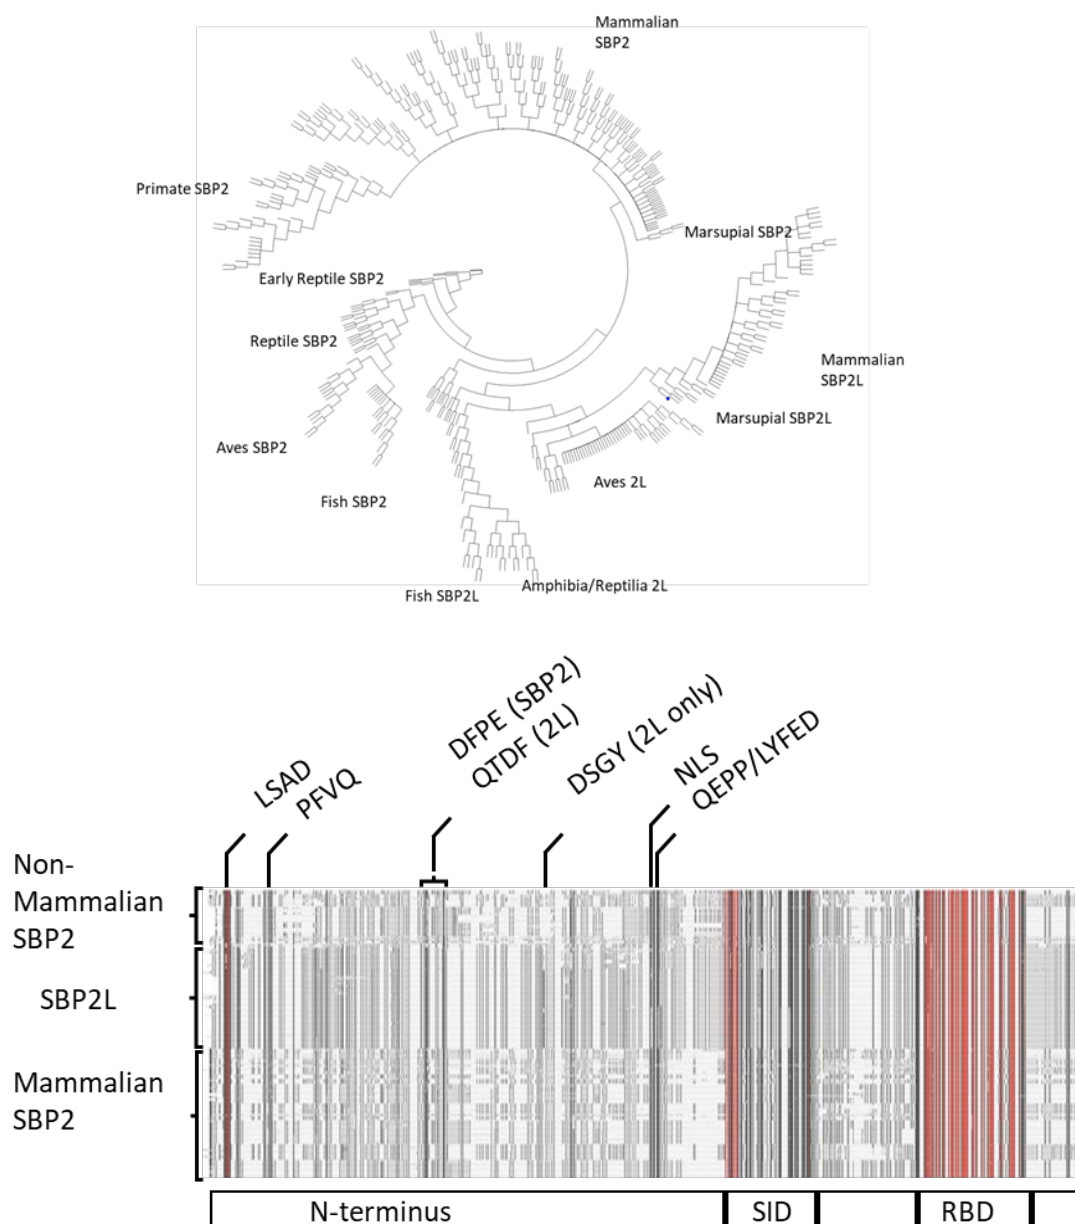 Mammalian
SBP2
Primate SBP2
Marsupial SBP2
Early Reptile SBP2
Reptile SBP2
Mammalian
SBP2L
Marsupial SBP2L
Aves SBP2
Aves 2L
Fish SBP2
Amphibia/Reptilia 2L
Fish SBP2L
LSAD
PFVQ
DFPE (SBP2)
QTDF (2L)
DSGY (2L only)
NLS
QEPP/LYFED
Non-
Mammalian
SBP2
SBP2L
Mammalian
SBP2
N-terminus
SID
RBD